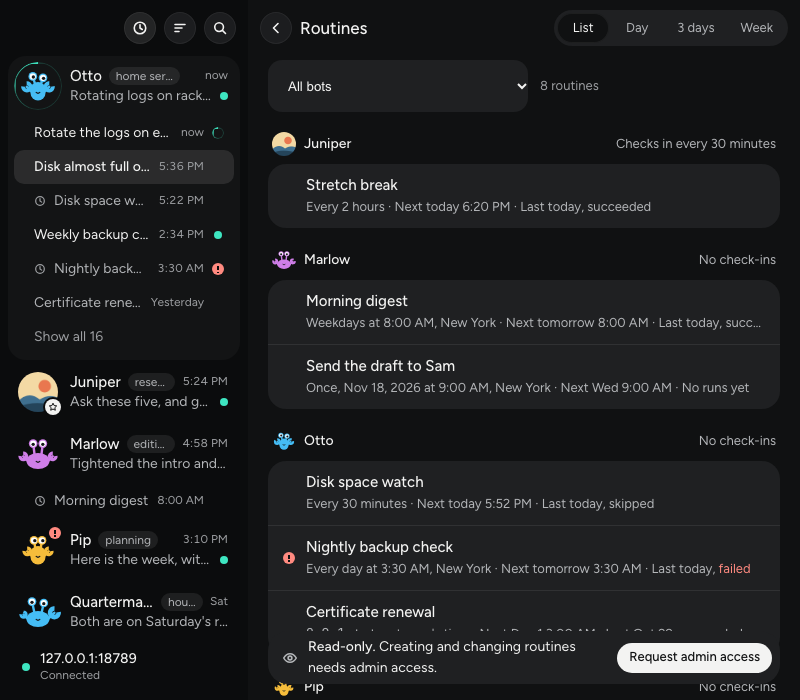 Otto home ser... now
Rotating logs on rack...
Rotate the logs on e... now
Disk almost full o... 5:36 PM
Disk space w... 5:22 PM
Weekly backup c... 2:34 PM
Nightly back... 3:30 AM
Certificate rene... Yesterday
Show all 16
Juniper rese... 5:24 PM
Ask these five, and g...
Marlow editi... 4:58 PM
Tightened the intro and...
Morning digest 8:00 AM
Pip planning 3:10 PM
Here is the week, wit...
Quarterma... hou... Sat
Both are on Saturday's r...
127.0.0.1:18789
Connected
Routines
List Day 3 days Week
All bots 8 routines
Juniper Checks in every 30 minutes
Stretch break
Every 2 hours · Next today 6:20 PM · Last today, succeeded
Marlow No check-ins
Morning digest
Weekdays at 8:00 AM, New York · Next tomorrow 8:00 AM · Last today, succ...
Send the draft to Sam
Once, Nov 18, 2026 at 9:00 AM, New York · Next Wed 9:00 AM · No runs yet
Otto No check-ins
Disk space watch
Every 30 minutes · Next today 5:52 PM · Last today, skipped
Nightly backup check
Every day at 3:30 AM, New York · Next tomorrow 3:30 AM · Last today, failed
Certificate renewal
Read-only. Creating and changing routines
needs admin access.
Request admin access
Pip No check-ins